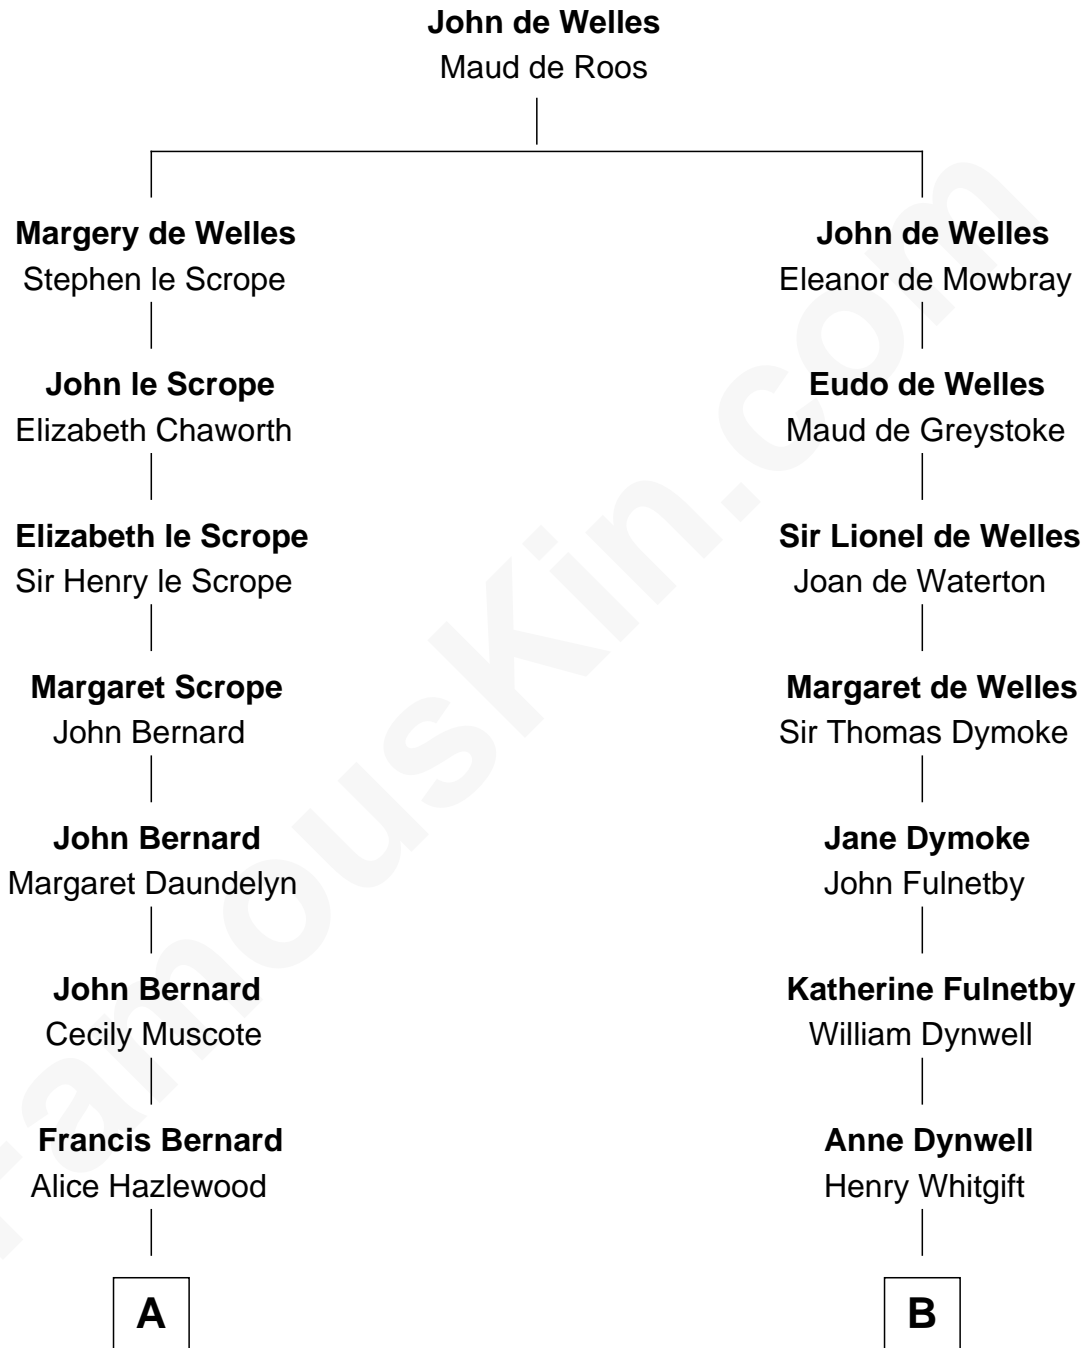 John de Welles
Maud de Roos
Margery de Welles
Stephen le Scrope
John le Scrope
Elizabeth Chaworth
Elizabeth le Scrope
Sir Henry le Scrope
Margaret Scrope
John Bernard
John Bernard
Margaret Daundelyn
John Bernard
Cecily Muscote
Francis Bernard
Alice Hazlewood
A
John de Welles
Eleanor de Mowbray
Eudo de Welles
Maud de Greystoke
Sir Lionel de Welles
Joan de Waterton
Margaret de Welles
Sir Thomas Dymoke
Jane Dymoke
John Fulnetby
Katherine Fulnetby
William Dynwell
Anne Dynwell
Henry Whitgift
B
FamousKin.com